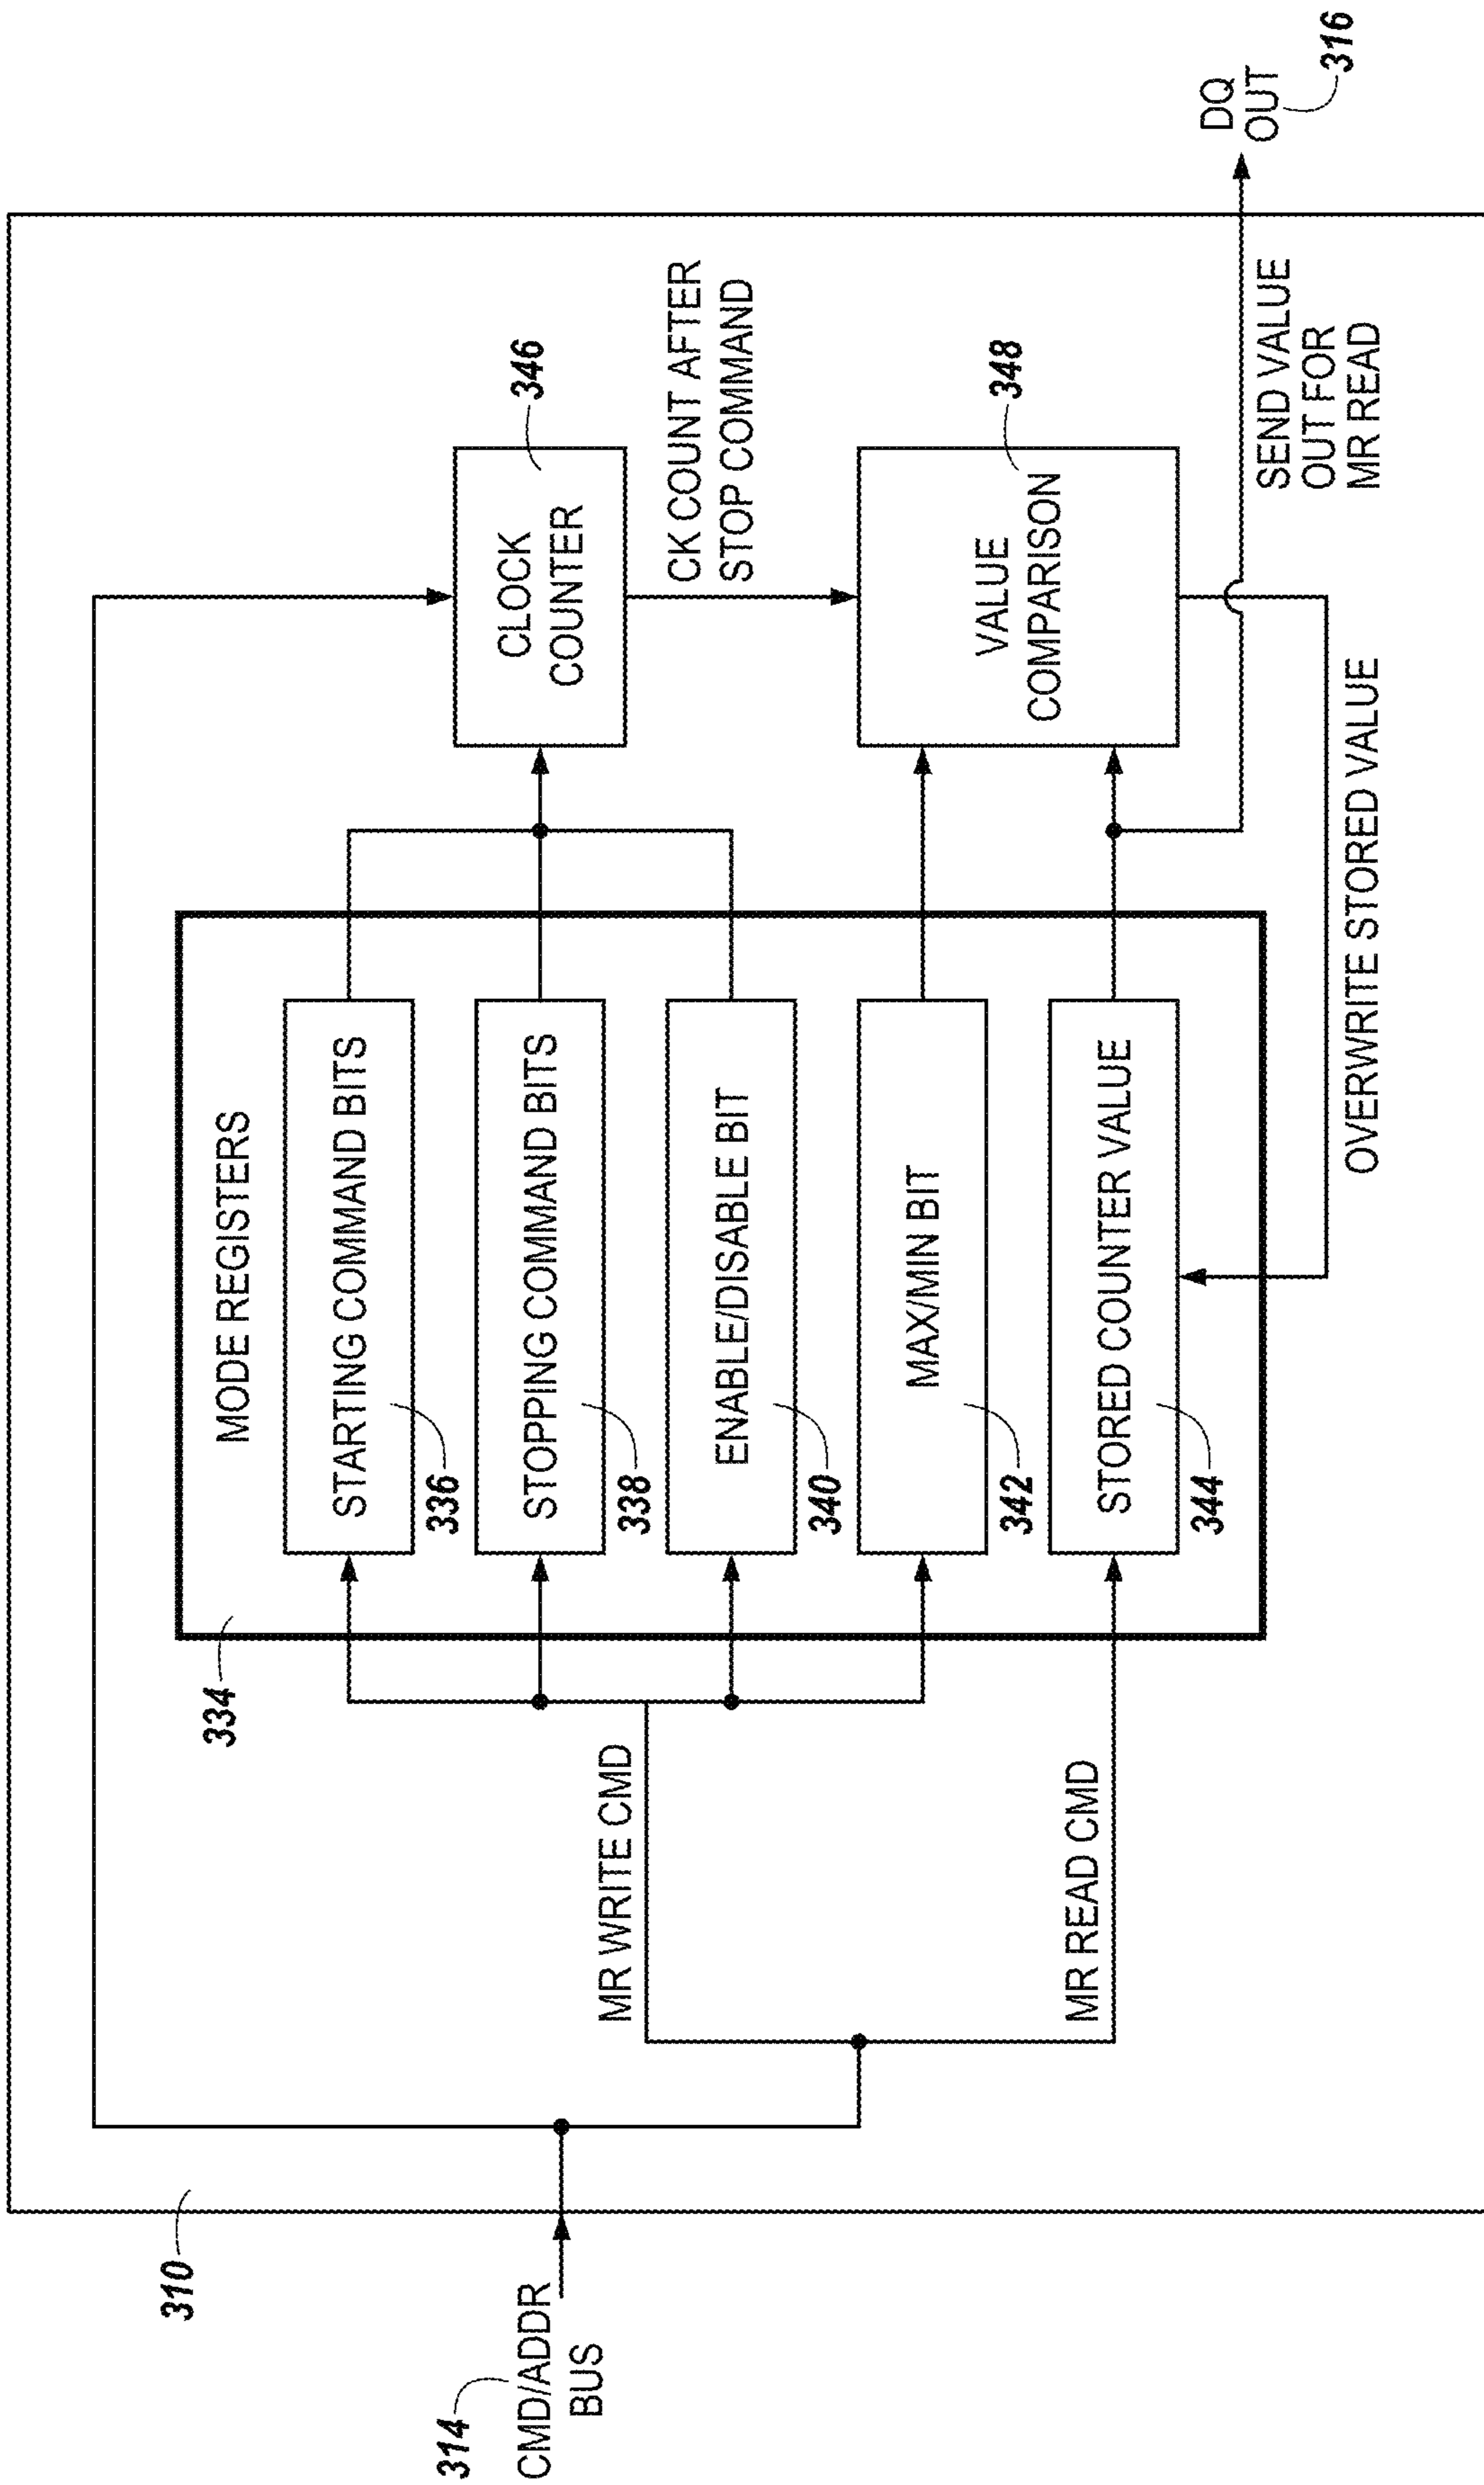 310
314
CMD/ADDR
BUS
334
MODE REGISTERS
MR WRITE CMD
MR READ CMD
STARTING COMMAND BITS
336
STOPPING COMMAND BITS
338
ENABLE/DISABLE BIT
340
MAX/MIN BIT
342
STORED COUNTER VALUE
344
CLOCK
COUNTER
346
CK COUNT AFTER
STOP COMMAND
VALUE
COMPARISON
348
OVERWRITE STORED VALUE
SEND VALUE
OUT FOR
MR READ
DQ
OUT
316